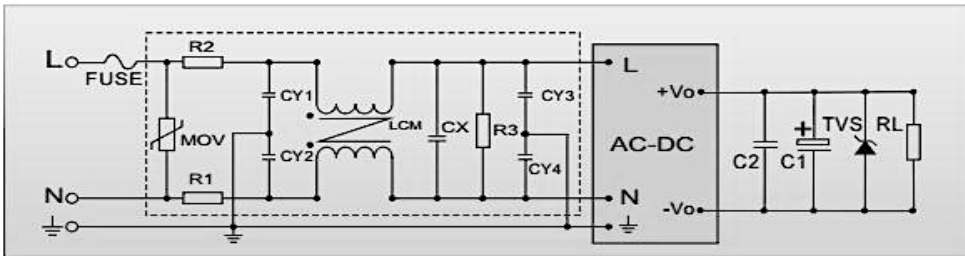 R2
L
L
FUSE
+Vo
CY1
CY3
TVS
RL
+
LCM
CX
R3
MOV
AC-DC
CY2
C2
C1
CY4
R1
N
N
-Vo